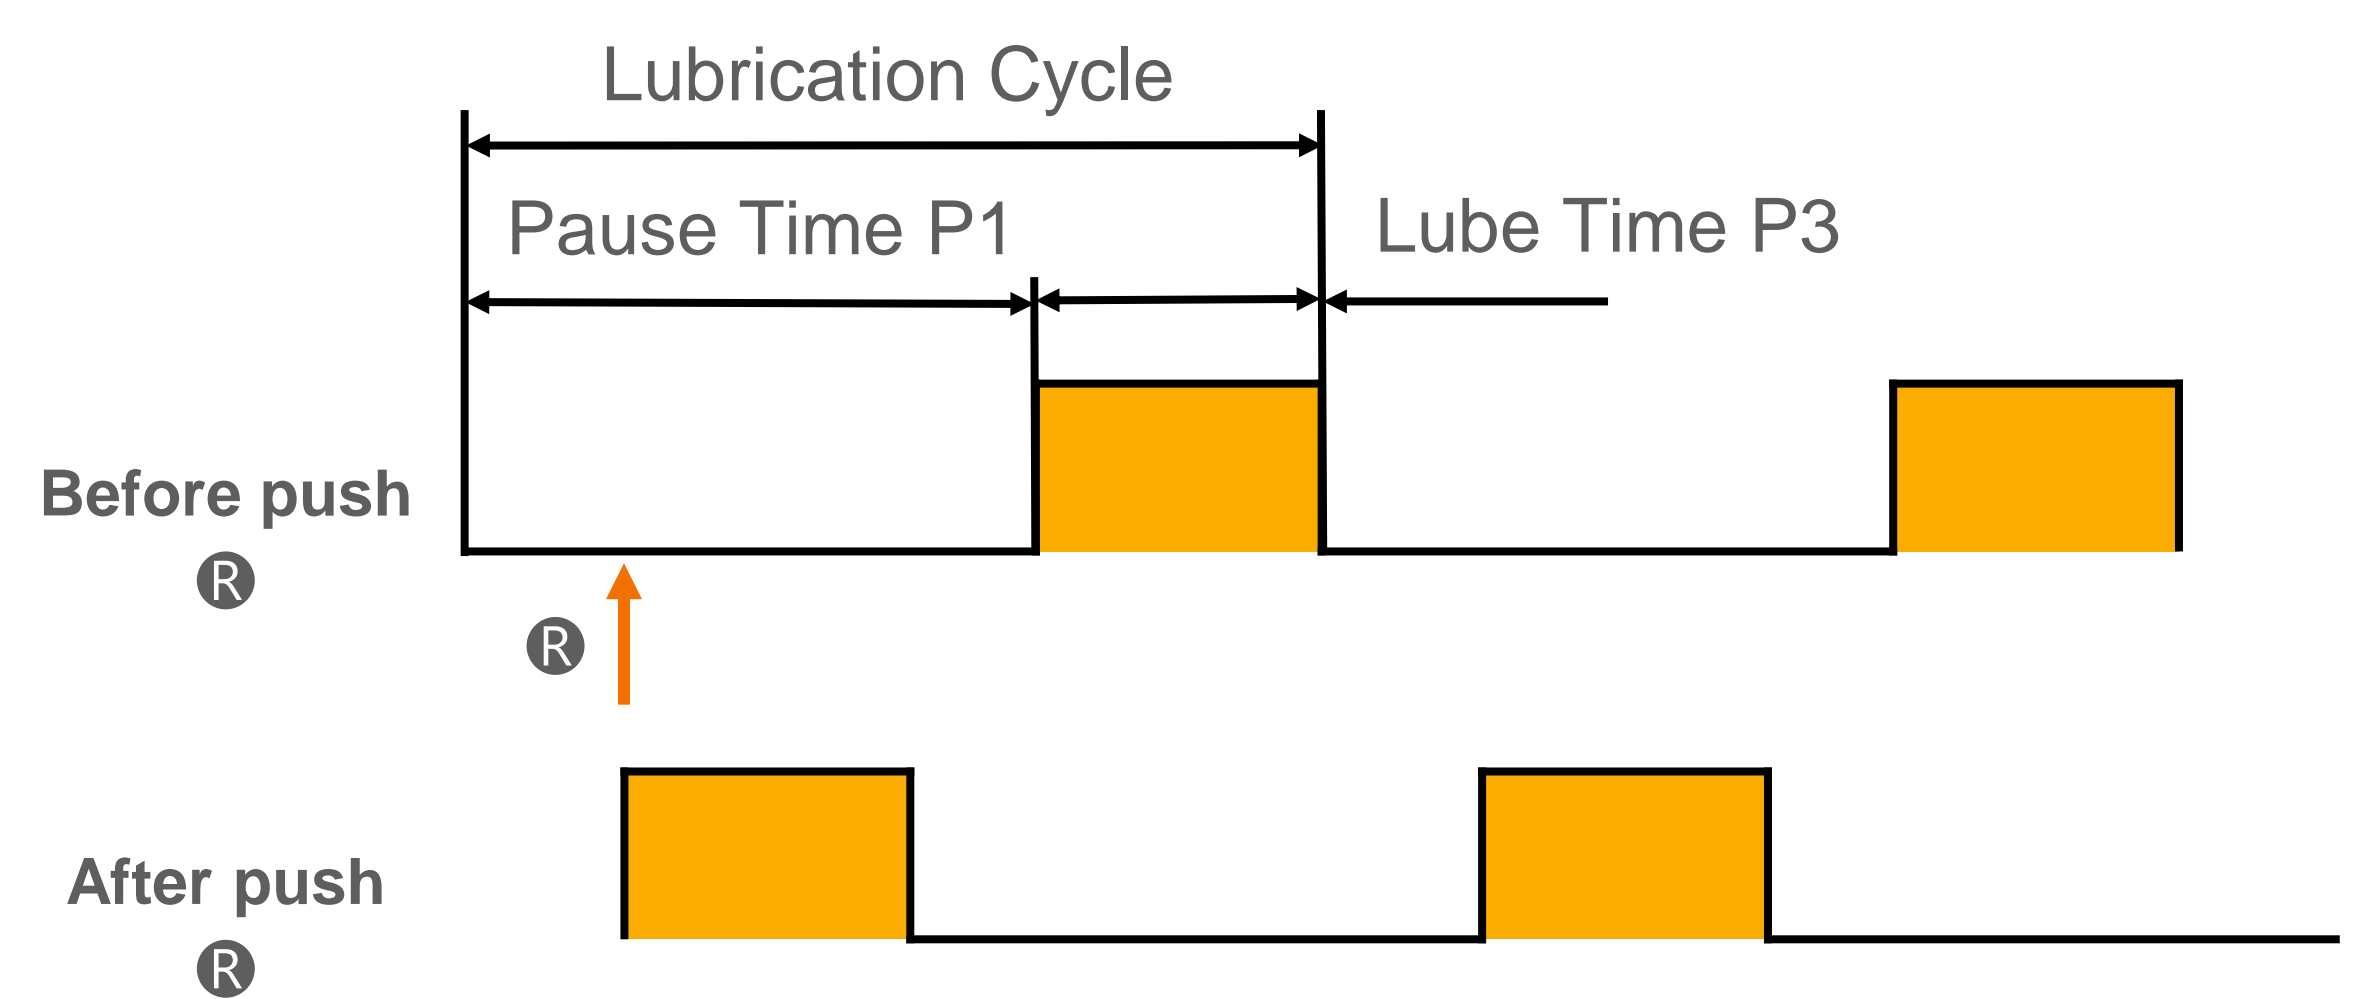 Lubrication Cycle
Pause Time P1
Lube Time P3
Before push
R
R
After push
R